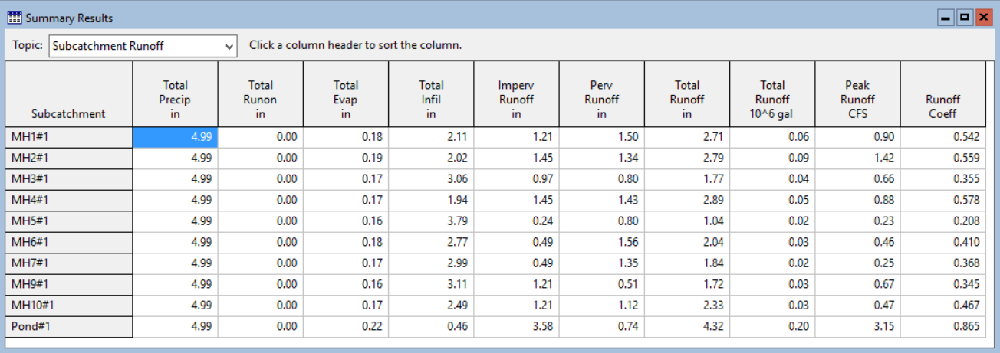 Summary Results
Topic: Subcatchment Runoff Click a column header to sort the column.
Subcatchment Total Precip in Total Runon in Total Evap in Total Infil in Imperv Runoff in Perv Runoff in Total Runoff in Total Runoff 10^6 gal Peak Runoff CFS Runoff Coeff
MH1#1 4.99 0.00 0.18 2.11 1.21 1.50 2.71 0.06 0.90 0.542
MH2#1 4.99 0.00 0.19 2.02 1.45 1.34 2.79 0.09 1.42 0.559
MH3#1 4.99 0.00 0.17 3.06 0.97 0.80 1.77 0.04 0.66 0.355
MH4#1 4.99 0.00 0.17 1.94 1.45 1.43 2.89 0.05 0.88 0.578
MH5#1 4.99 0.00 0.16 3.79 0.24 0.80 1.04 0.02 0.23 0.208
MH6#1 4.99 0.00 0.18 2.77 0.49 1.56 2.04 0.03 0.46 0.410
MH7#1 4.99 0.00 0.17 2.99 0.49 1.35 1.84 0.02 0.25 0.368
MH9#1 4.99 0.00 0.16 3.11 1.21 0.51 1.72 0.03 0.67 0.345
MH10#1 4.99 0.00 0.17 2.49 1.21 1.12 2.33 0.03 0.47 0.467
Pond#1 4.99 0.00 0.22 0.46 3.58 0.74 4.32 0.20 3.15 0.865